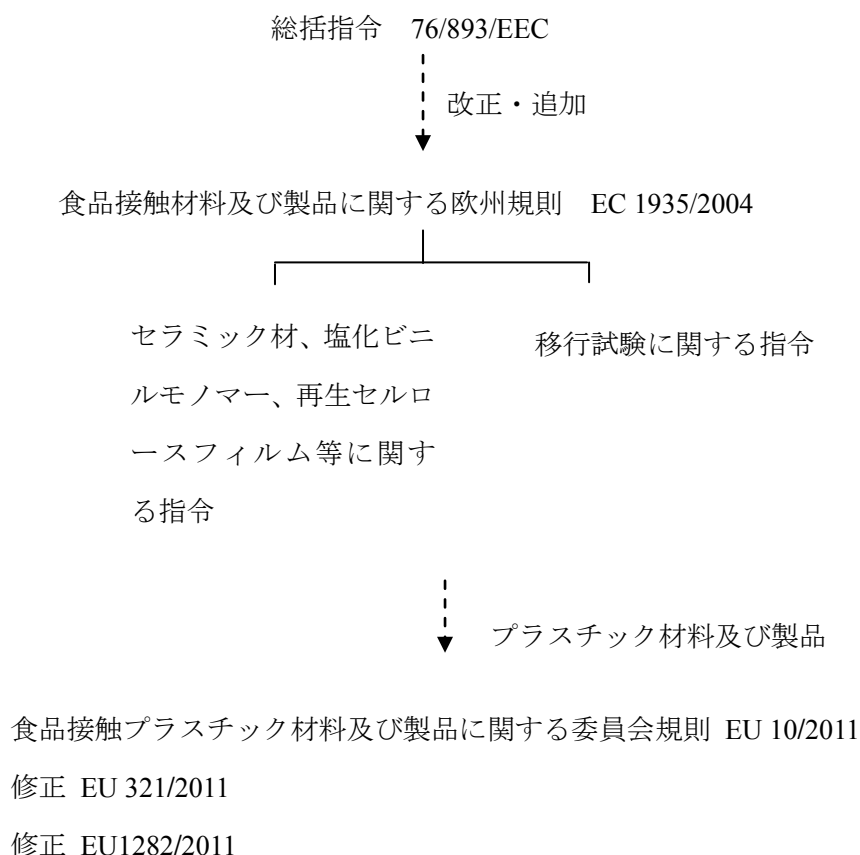 総括指令　76/893/EEC
改正・追加
食品接触材料及び製品に関する欧州規則　EC 1935/2004
セラミック材、塩化ビニ
ルモノマー、再生セルロ
ースフィルム等に関す
る指令
移行試験に関する指令
プラスチック材料及び製品
食品接触プラスチック材料及び製品に関する委員会規則 EU 10/2011
修正 EU 321/2011
修正 EU1282/2011